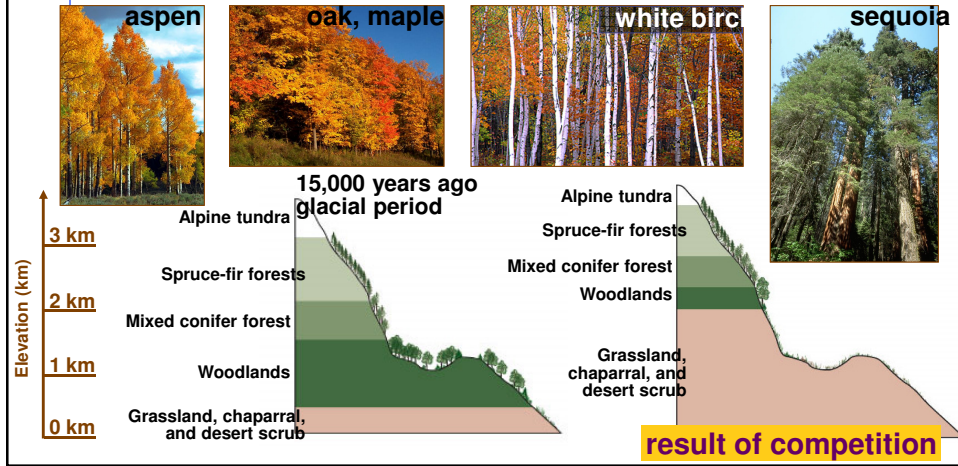 aspen
oak, maple
white birch
sequoia
15,000 years ago
glacial period
Elevation (km)
3 km
2 km
1 km
0 km
Alpine tundra
Spruce-fir forests
Mixed conifer forest
Woodlands
Grassland, chaparral,
and desert scrub
Alpine tundra
Spruce-fir forests
Mixed conifer forest
Woodlands
Grassland,
chaparral, and
desert scrub
result of competition